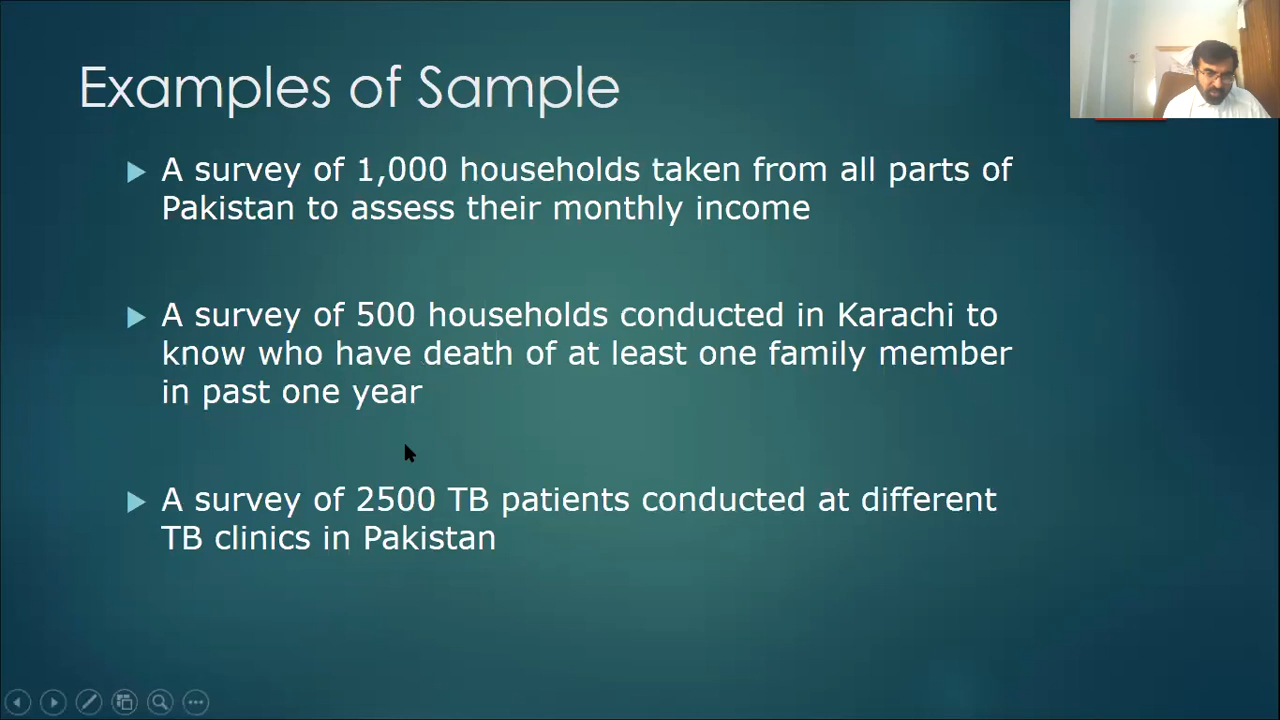 Examples of Sample
A survey of 1,000 households taken from all parts of
Pakistan to assess their monthly income
A survey of 500 households conducted in Karachi to
know who have death of at least one family member
in past one year
A survey of 2500 TB patients conducted at different
TB clinics in Pakistan